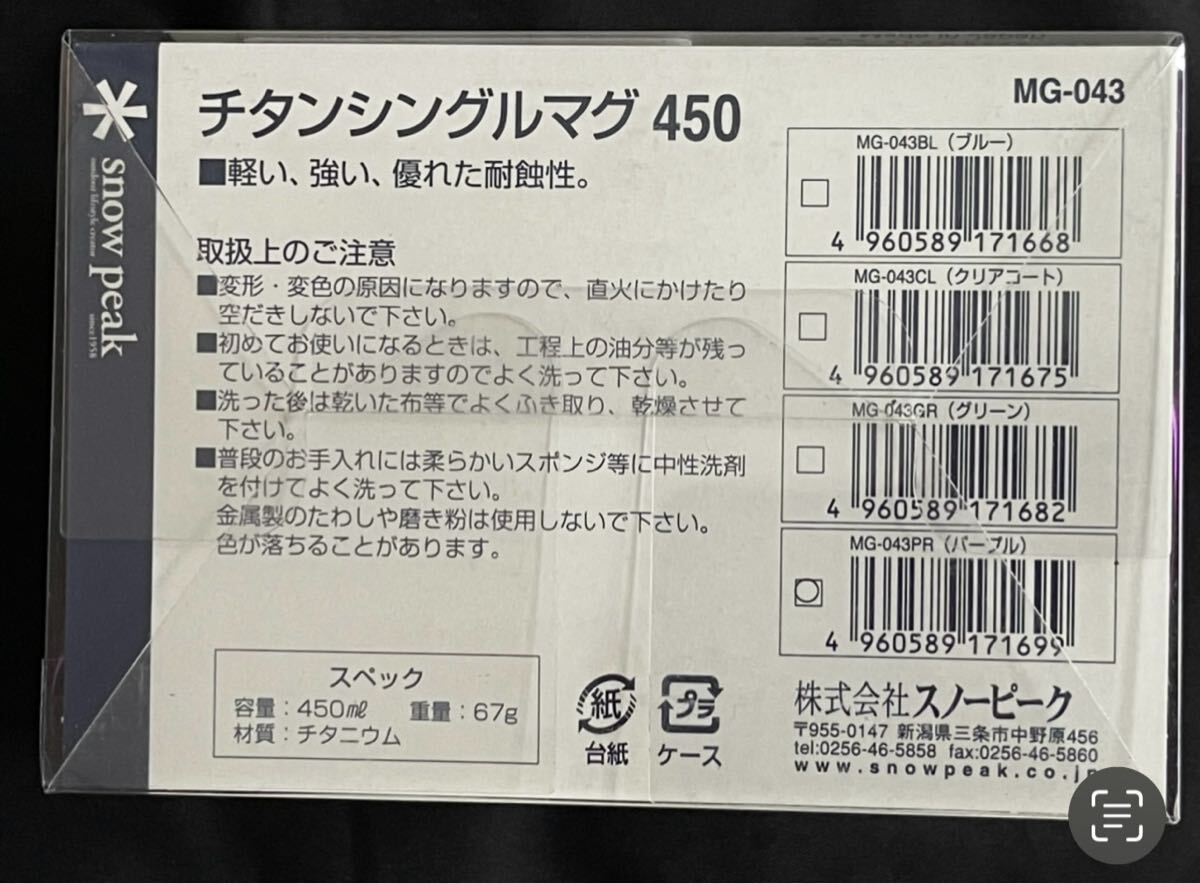 snow peak
outdoor lifestyle creator
since1958
チタンシングルマグ 450
■軽い、強い、優れた耐蝕性。
取扱上のご注意
■変形・変色の原因になりますので、直火にかけたり
空だきしないで下さい。
■初めてお使いになるときは、工程上の油分等が残っ
ていることがありますのでよく洗って下さい。
■洗った後は乾いた布等でよくふき取り、乾燥させて
下さい。
■普段のお手入れには柔らかいスポンジ等に中性洗剤
を付けてよく洗って下さい。
金属製のたわしや磨き粉は使用しないで下さい。
色が落ちることがあります。
スペック
容量：450㎖ 重量：67g
材質：チタニウム
紙
台紙
プラ
ケース
MG-043
MG-043BL（ブルー）
4 960589 171668
MG-043CL（クリアコート）
4 960589 171675
MG-043GR（グリーン）
4 960589 171682
MG-043PR（パープル）
4 960589 171699
株式会社スノーピーク
〒955-0147 新潟県三条市中野原456
tel:0256-46-5858 fax:0256-46-5860
www.snowpeak.co.jp